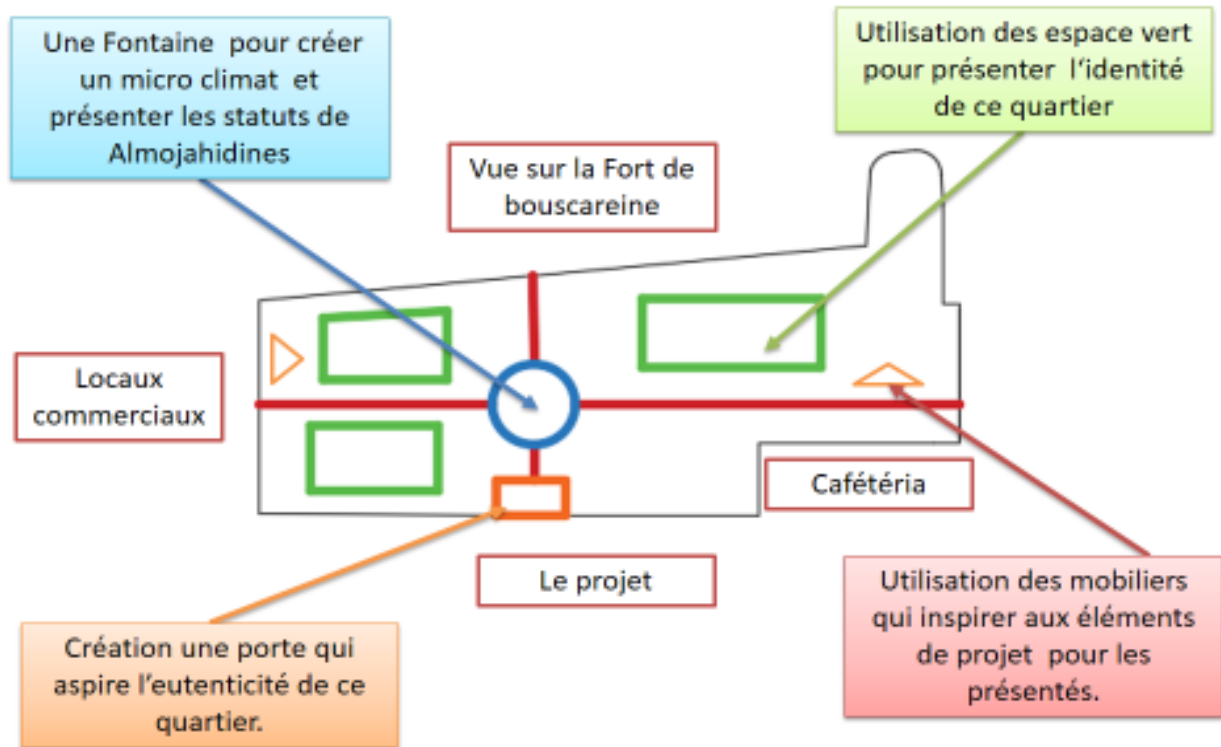 Une Fontaine pour créer
un micro climat et
présenter les statuts de
Almojahidines
Utilisation des espace vert
pour présenter l'identité
de ce quartier
Vue sur la Fort de
bouscareine
Locaux
commerciaux
Cafétéria
Le projet
Création une porte qui
aspire l'eutenticité de ce
quartier.
Utilisation des mobiliers
qui inspirer aux éléments
de projet pour les
présentés.